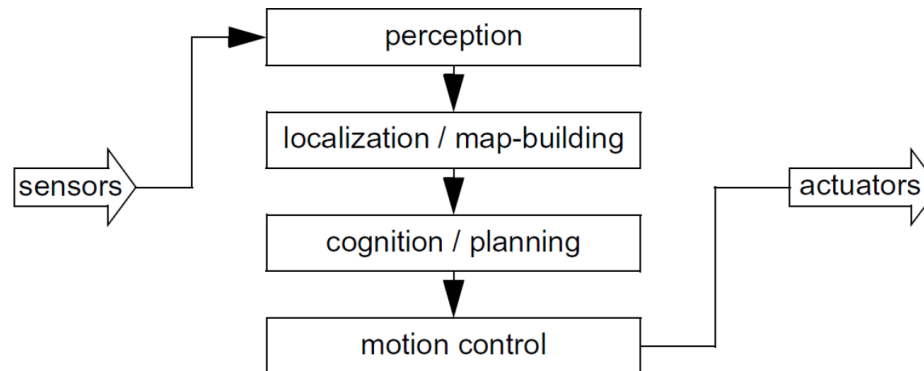 perception
localization / map-building
sensors
actuators
cognition / planning
motion control